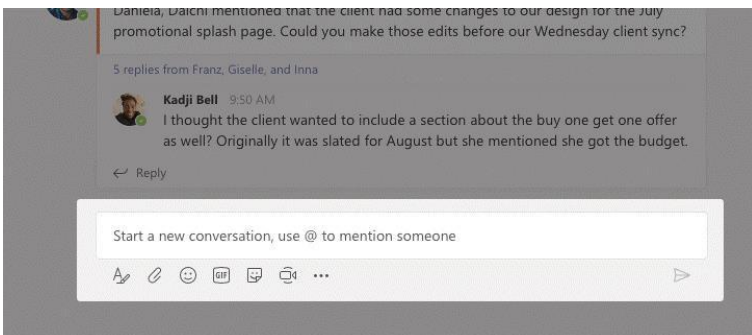 Daniela, Daichi mentioned that the client had some changes to our design for the July
promotional splash page. Could you make those edits before our Wednesday client sync?
5 replies from Franz, Giselle, and Inna
Kadji Bell 9:50 AM
I thought the client wanted to include a section about the buy one get one offer
as well? Originally it was slated for August but she mentioned she got the budget.
Reply
Start a new conversation, use @ to mention someone
GIF